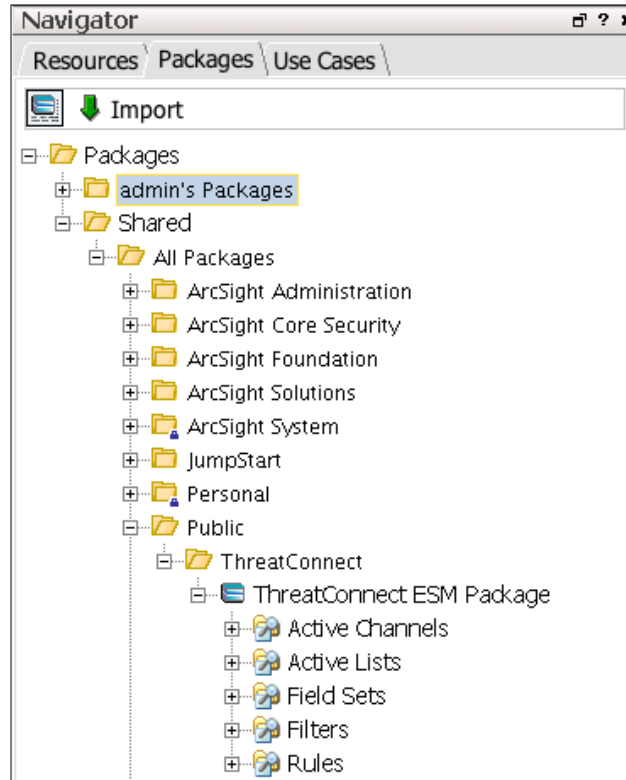 Navigator
Resources Packages Use Cases
Import
Packages
admin's Packages
Shared
All Packages
ArcSight Administration
ArcSight Core Security
ArcSight Foundation
ArcSight Solutions
ArcSight System
JumpStart
Personal
Public
ThreatConnect
ThreatConnect ESM Package
Active Channels
Active Lists
Field Sets
Filters
Rules